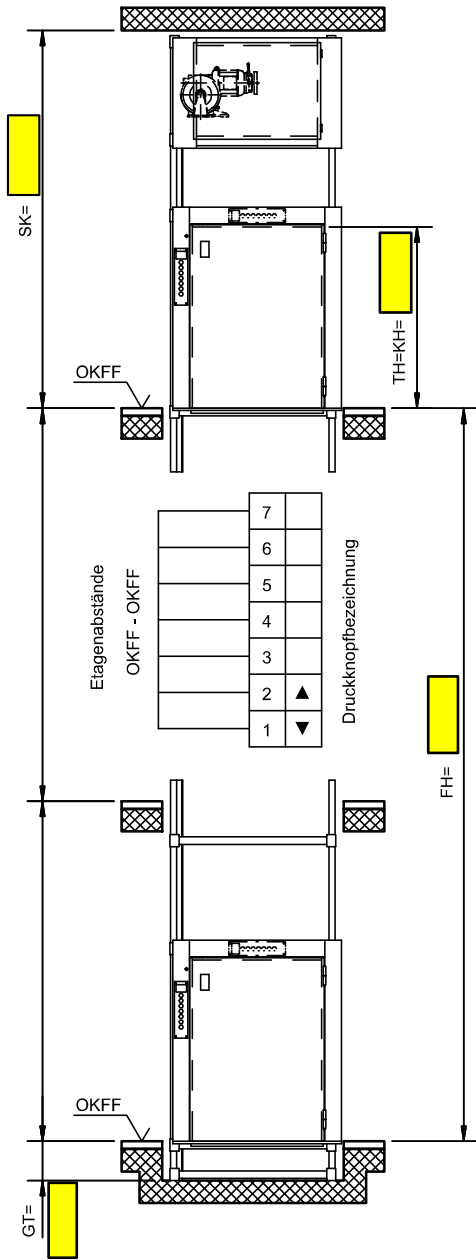 SK=
TH=KH=
OKFF
Etagenabstände
OKFF - OKFF
7
6
5
4
3
2 ▲
1 ▼
Druckknopfbezeichnung
FH=
OKFF
GT=